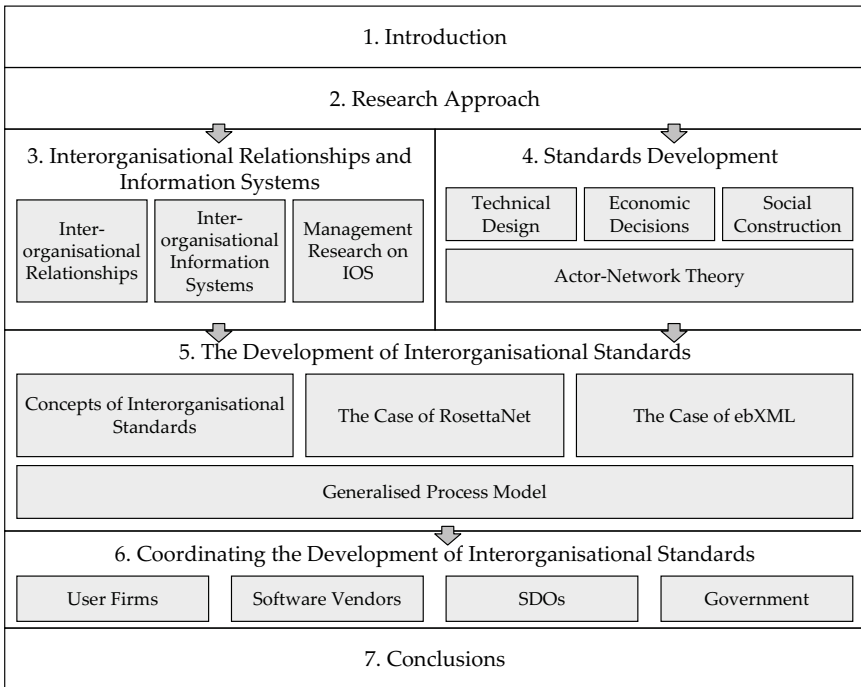 1. Introduction
2. Research Approach
3. Interorganisational Relationships and
Information Systems
Inter-
organisational
Relationships
Inter-
organisational
Information
Systems
Management
Research on
IOS
4. Standards Development
Technical
Design
Economic
Decisions
Social
Construction
Actor-Network Theory
5. The Development of Interorganisational Standards
Concepts of Interorganisational
Standards
The Case of RosettaNet
The Case of ebXML
Generalised Process Model
6. Coordinating the Development of Interorganisational Standards
User Firms
Software Vendors
SDOs
Government
7. Conclusions